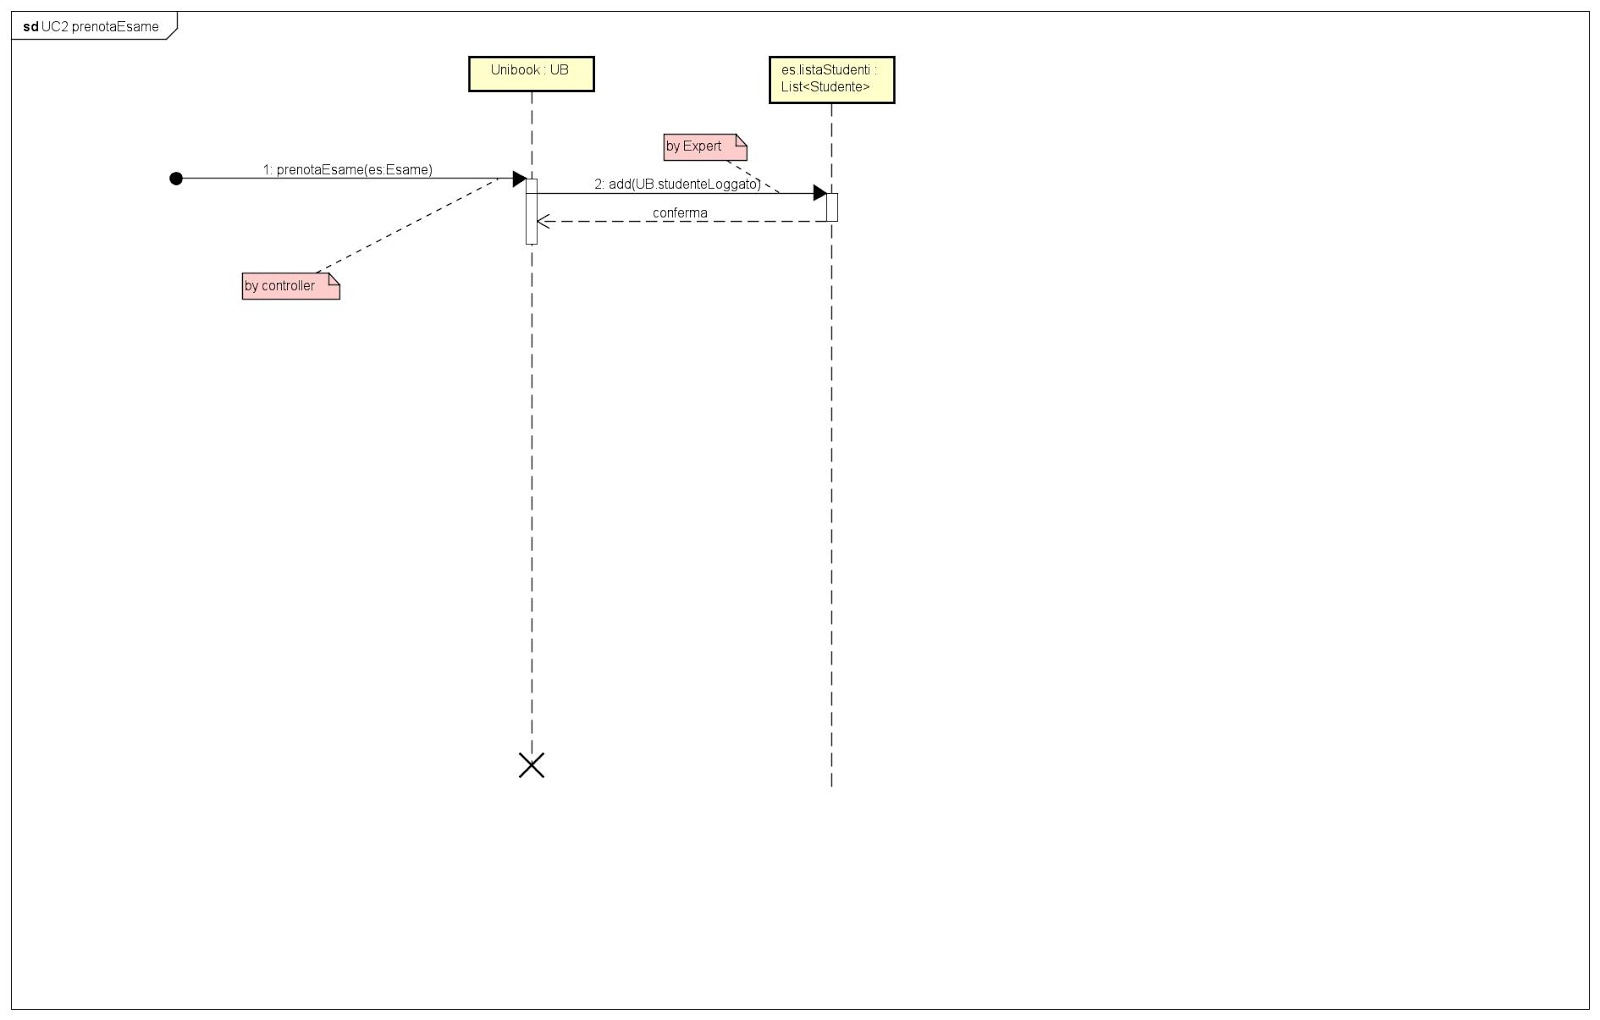 sd UC2 prenotaEsame
Unibook : UB
es.listaStudenti :
List<Studente>
by Expert
1: prenotaEsame(es:Esame)
2: add(UB.studenteLoggato)
conferma
by controller